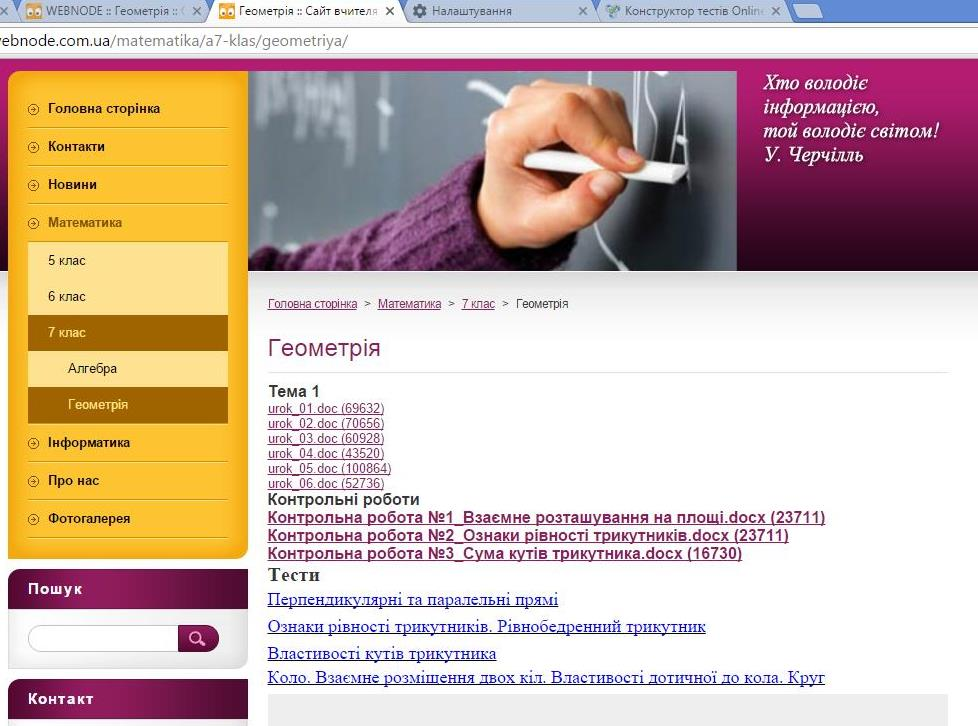 WEBNODE :: Геометрія ::
Геометрія :: Сайт вчителя
Налаштування
Конструктор тестів Online
ebnode.com.ua/matematika/a7-klas/geometriya/
Головна сторінка
Контакти
Новини
Математика
5 клас
6 клас
7 клас
Алгебра
Геометрія
Інформатика
Про нас
Фотогалерея
Пошук
Контакт
Хто володіє
інформацією,
той володіє світом!
У. Черчілль
Головна сторінка > Математика > 7 клас > Геометрія
Геометрія
Тема 1
urok_01.doc (69632)
urok_02.doc (70656)
urok_03.doc (60928)
urok_04.doc (43520)
urok_05.doc (100864)
urok_06.doc (52736)
Контрольні роботи
Контрольна робота №1_Взаємне розташування на площі.docx (23711)
Контрольна робота №2_Ознаки рівності трикутників.docx (23711)
Контрольна робота №3_Сума кутів трикутника.docx (16730)
Тести
Перпендикулярні та паралельні прямі
Ознаки рівності трикутників. Рівнобедренний трикутник
Властивості кутів трикутника
Коло. Взаємне розміщення двох кіл. Властивості дотичної до кола. Круг